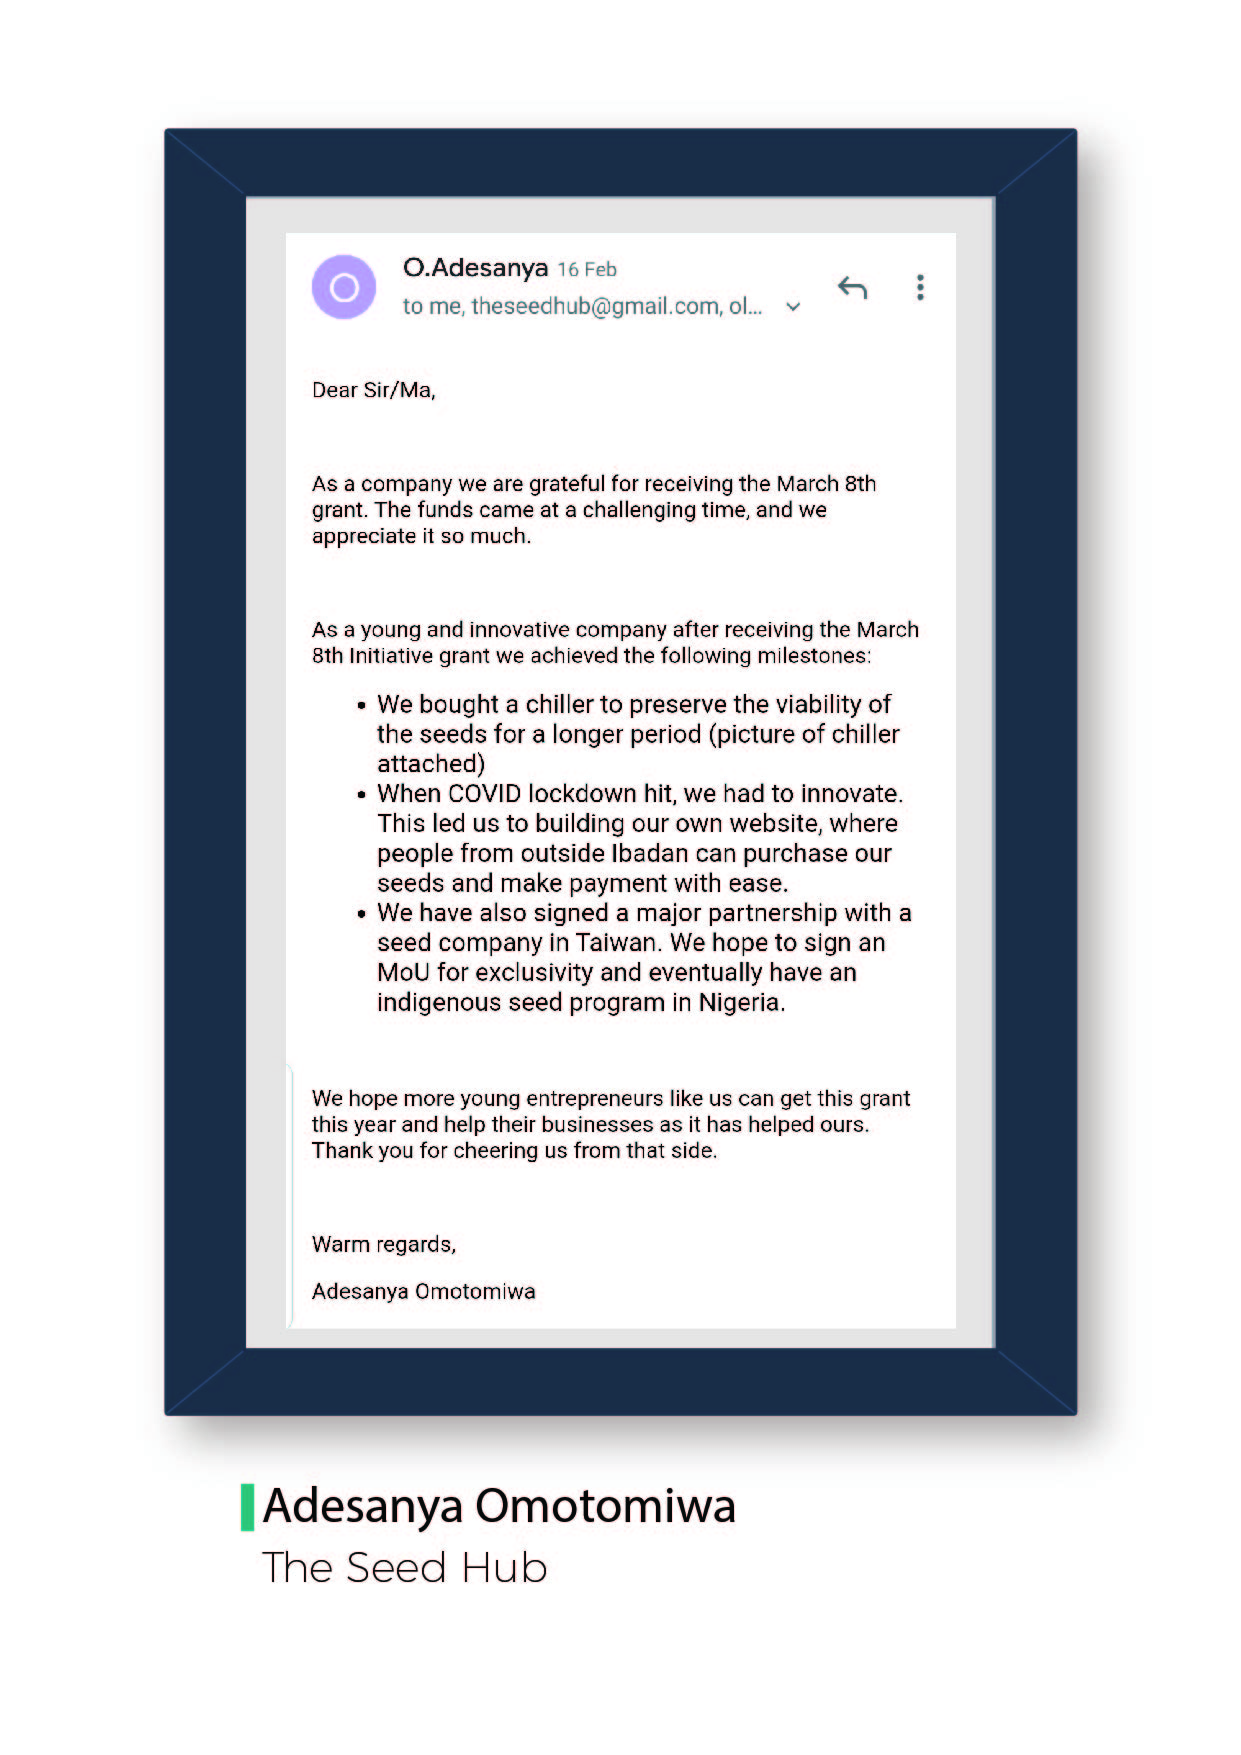 O
O.Adesanya 16 Feb
to me, theseedhub@gmail.com, ol...
Dear Sir/Ma,
As a company we are grateful for receiving the March 8th
grant. The funds came at a challenging time, and we
appreciate it so much.
As a young and innovative company after receiving the March
8th Initiative grant we achieved the following milestones:
• We bought a chiller to preserve the viability of
the seeds for a longer period (picture of chiller
attached)
• When COVID lockdown hit, we had to innovate.
This led us to building our own website, where
people from outside Ibadan can purchase our
seeds and make payment with ease.
• We have also signed a major partnership with a
seed company in Taiwan. We hope to sign an
MoU for exclusivity and eventually have an
indigenous seed program in Nigeria.
We hope more young entrepreneurs like us can get this grant
this year and help their businesses as it has helped ours.
Thank you for cheering us from that side.
Warm regards,
Adesanya Omotomiwa
Adesanya Omotomiwa
The Seed Hub